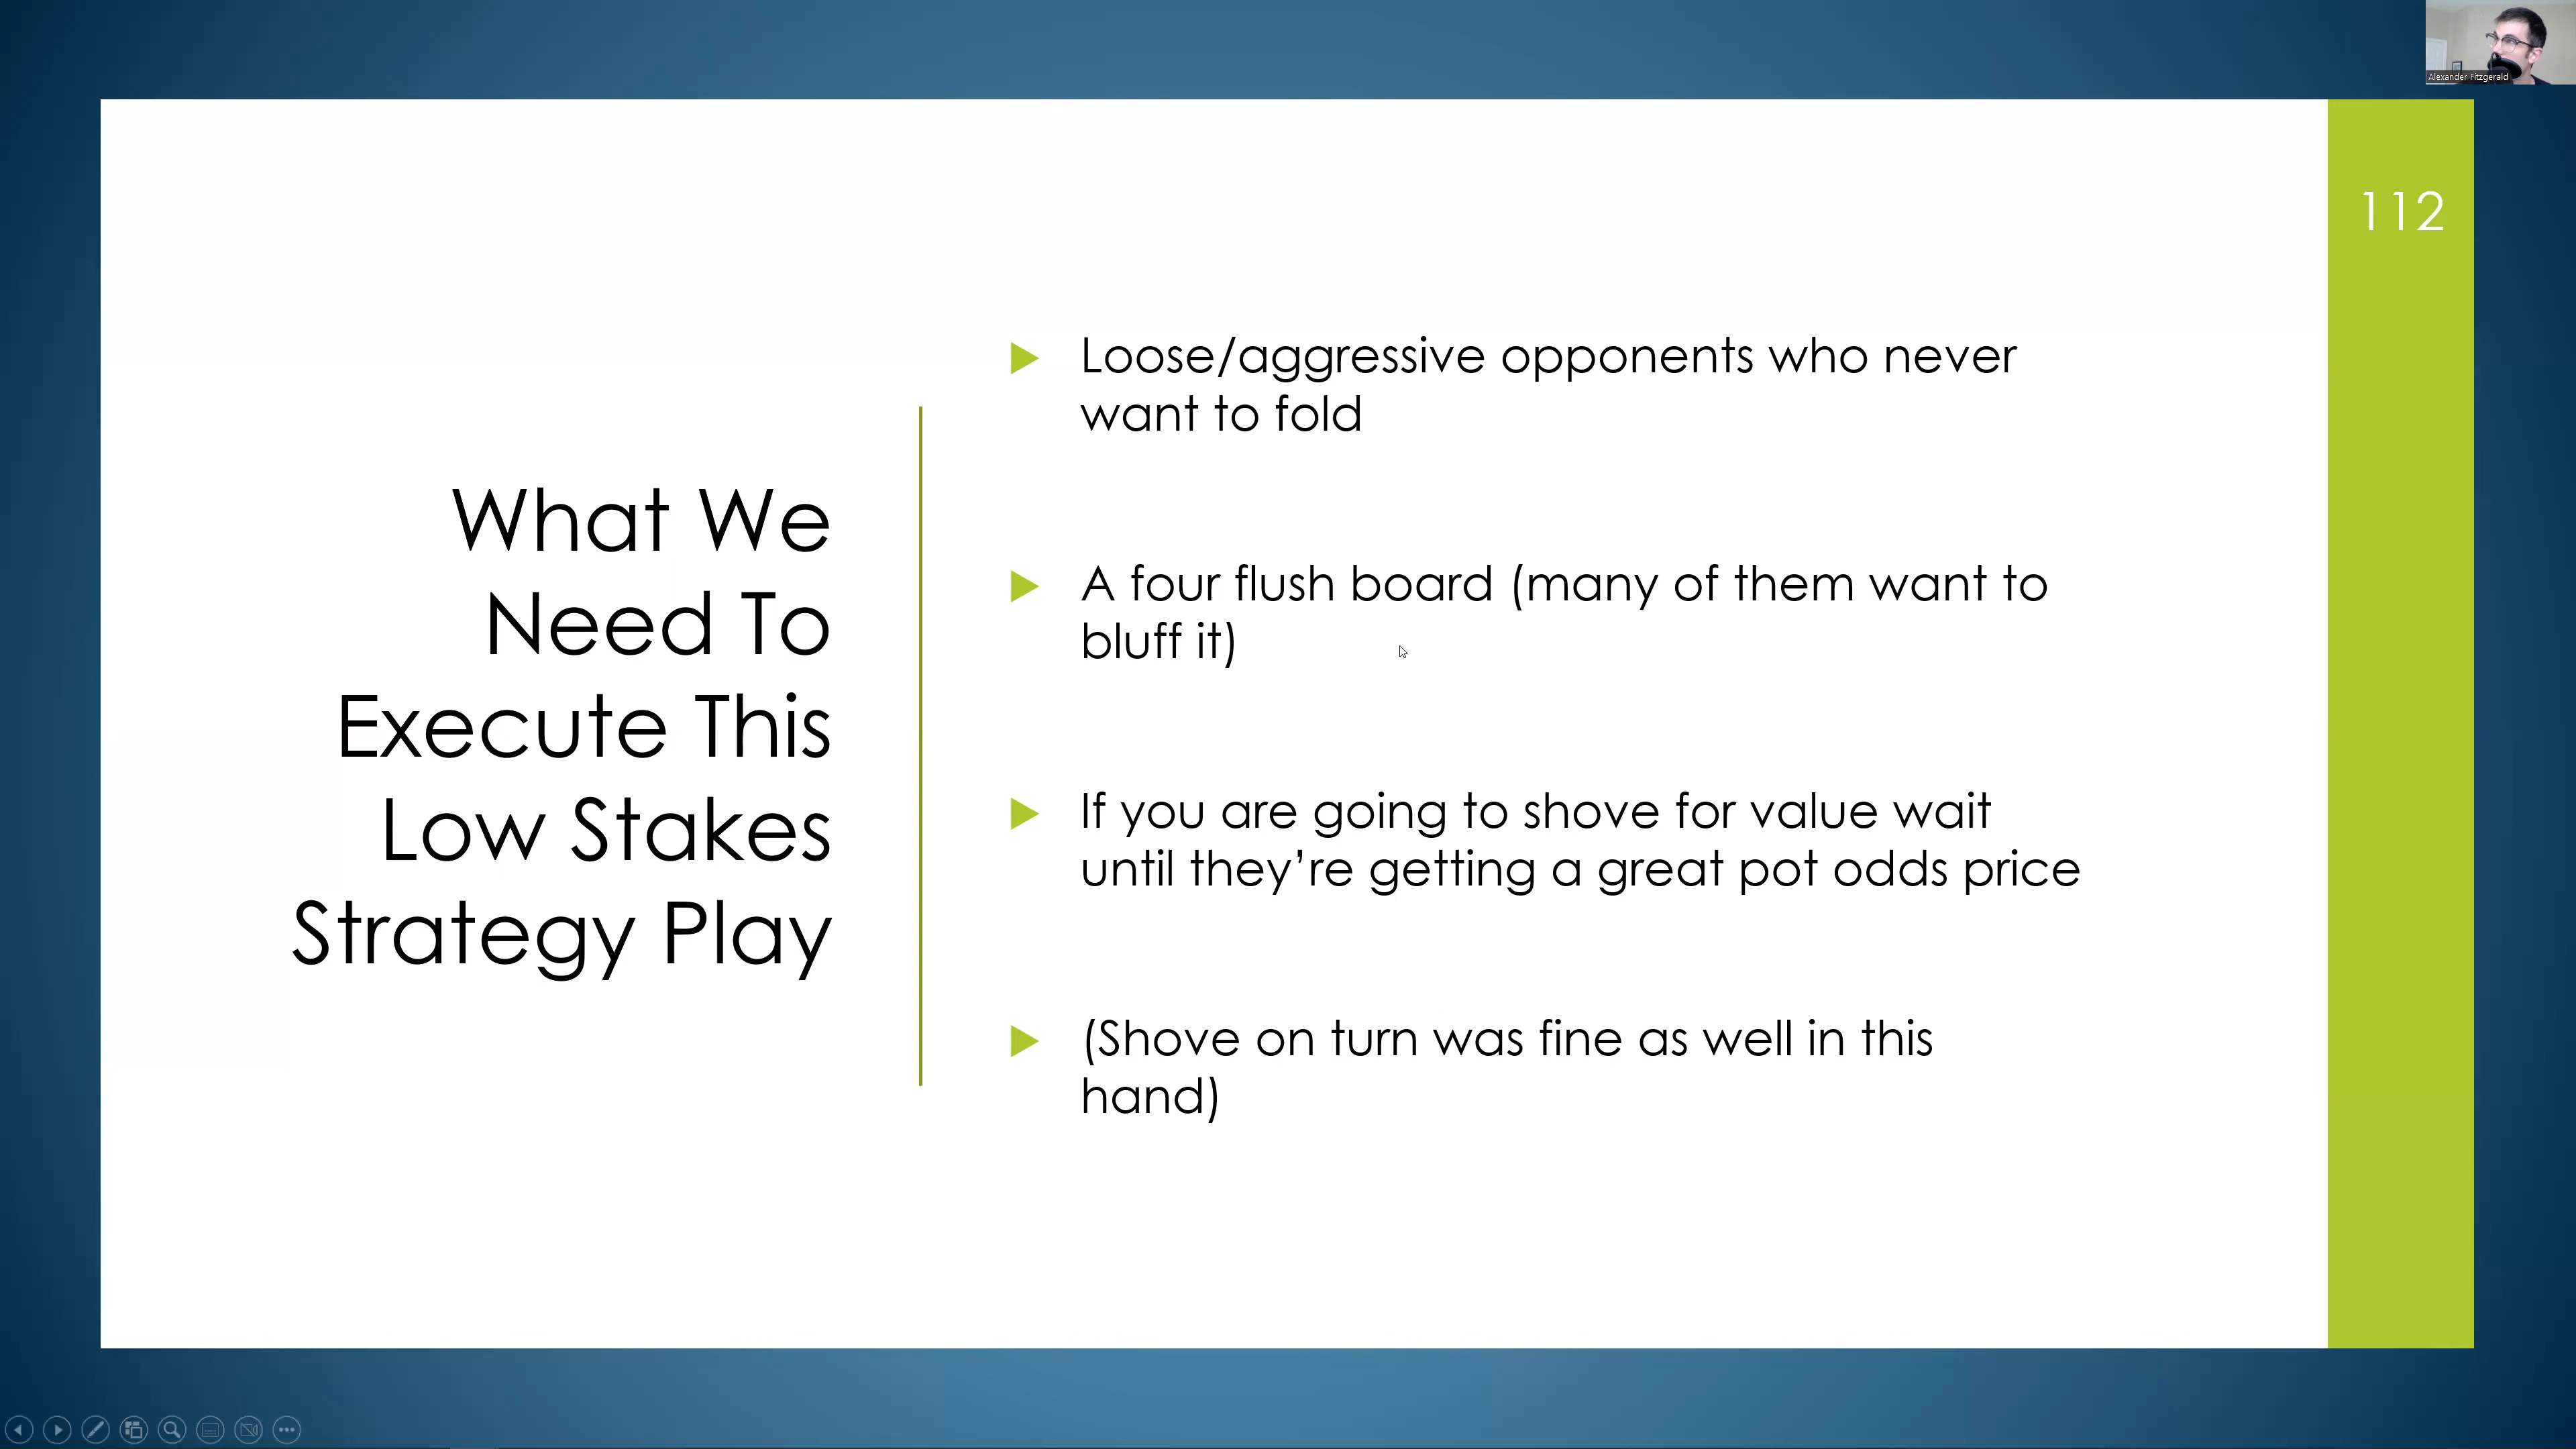 Alexander Fitzgerald
112
What We
Need To
Execute This
Low Stakes
Strategy Play
Loose/aggressive opponents who never
want to fold
A four flush board (many of them want to
bluff it)
If you are going to shove for value wait
until they’re getting a great pot odds price
(Shove on turn was fine as well in this
hand)